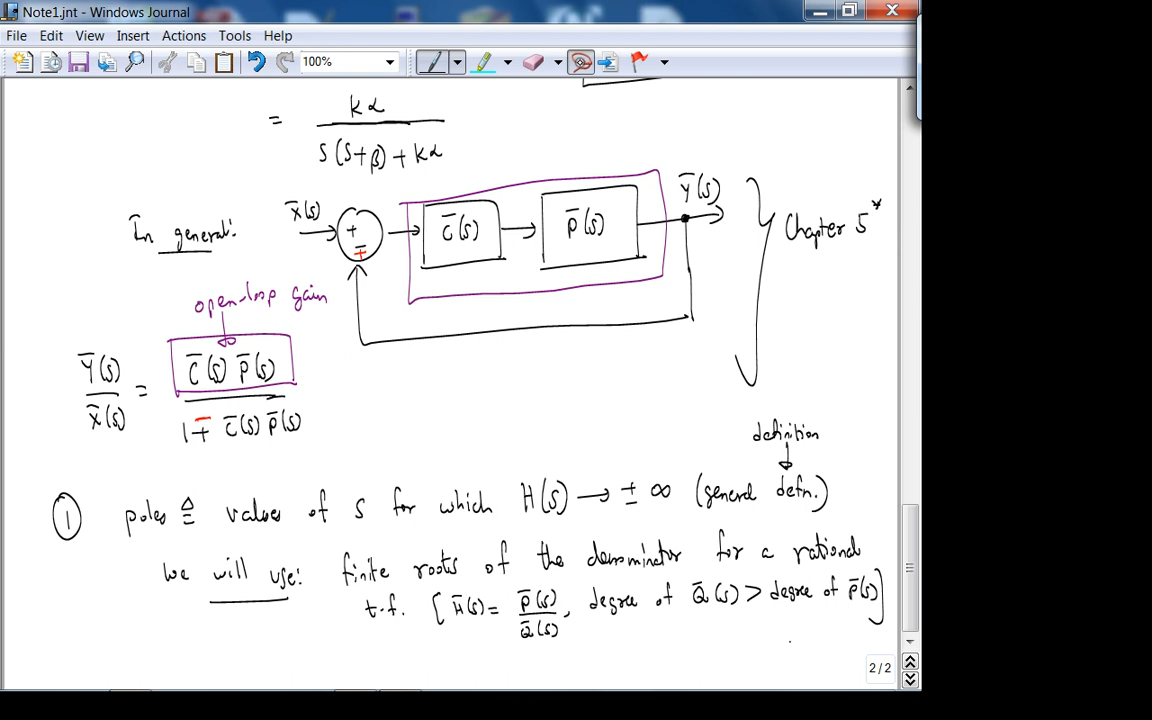 Note1.jnt - Windows Journal
File Edit View Insert Actions Tools Help
100%
= kα / s(s+β)+kα
In general:
X̄(s) + ∓ C̄(s) P̄(s) Ȳ(s)
Chapter 5*
open-loop gain
Ȳ(s) / X̄(s) = C̄(s) P̄(s) / 1 ∓ C̄(s) P̄(s)
definition
① poles ≜ values of s for which H(s) → ± ∞ (general defn.)
we will use: finite roots of the denominator for a rational
t.f. [H̄(s) = P̄(s) / Q̄(s), degree of Q̄(s) > degree of P̄(s)]
2/2